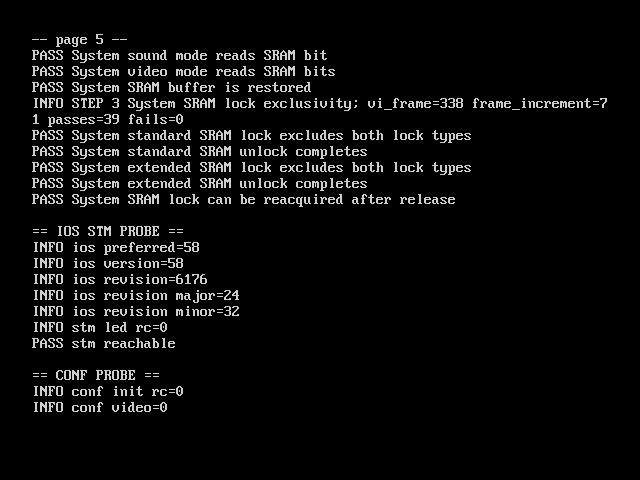 -- page 5 --
PASS System sound mode reads SRAM bit
PASS System video mode reads SRAM bits
PASS System SRAM buffer is restored
INFO STEP 3 System SRAM lock exclusivity; vi_frame=338 frame_increment=7
1 passes=39 fails=0
PASS System standard SRAM lock excludes both lock types
PASS System standard SRAM unlock completes
PASS System extended SRAM lock excludes both lock types
PASS System extended SRAM unlock completes
PASS System SRAM lock can be reacquired after release
== IOS STM PROBE ==
INFO ios preferred=58
INFO ios version=58
INFO ios revision=6176
INFO ios revision major=24
INFO ios revision minor=32
INFO stm led rc=0
PASS stm reachable
== CONF PROBE ==
INFO conf init rc=0
INFO conf video=0